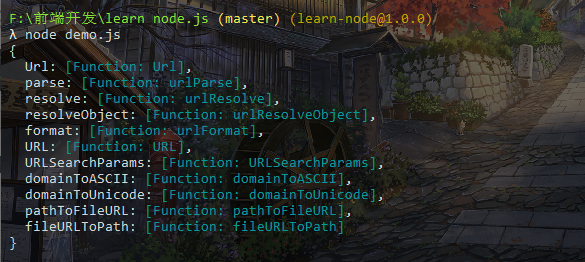 F:\前端开发\learn node.js (master) (learn-node@1.0.0)
λ node demo.js
{
  Url: [Function: Url],
  parse: [Function: urlParse],
  resolve: [Function: urlResolve],
  resolveObject: [Function: urlResolveObject],
  format: [Function: urlFormat],
  URL: [Function: URL],
  URLSearchParams: [Function: URLSearchParams],
  domainToASCII: [Function: domainToASCII],
  domainToUnicode: [Function: domainToUnicode],
  pathToFileURL: [Function: pathToFileURL],
  fileURLToPath: [Function: fileURLToPath]
}